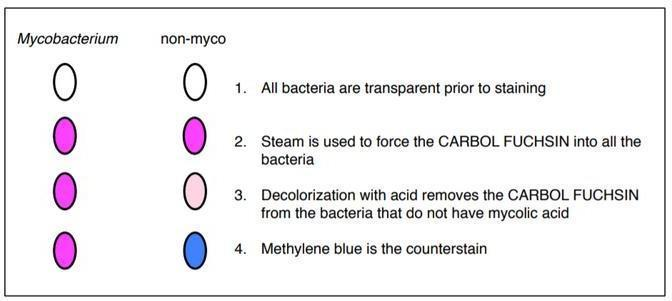 Mycobacterium non-myco
1. All bacteria are transparent prior to staining
2. Steam is used to force the CARBOL FUCHSIN into all the
bacteria
3. Decolorization with acid removes the CARBOL FUCHSIN
from the bacteria that do not have mycolic acid
4. Methylene blue is the counterstain